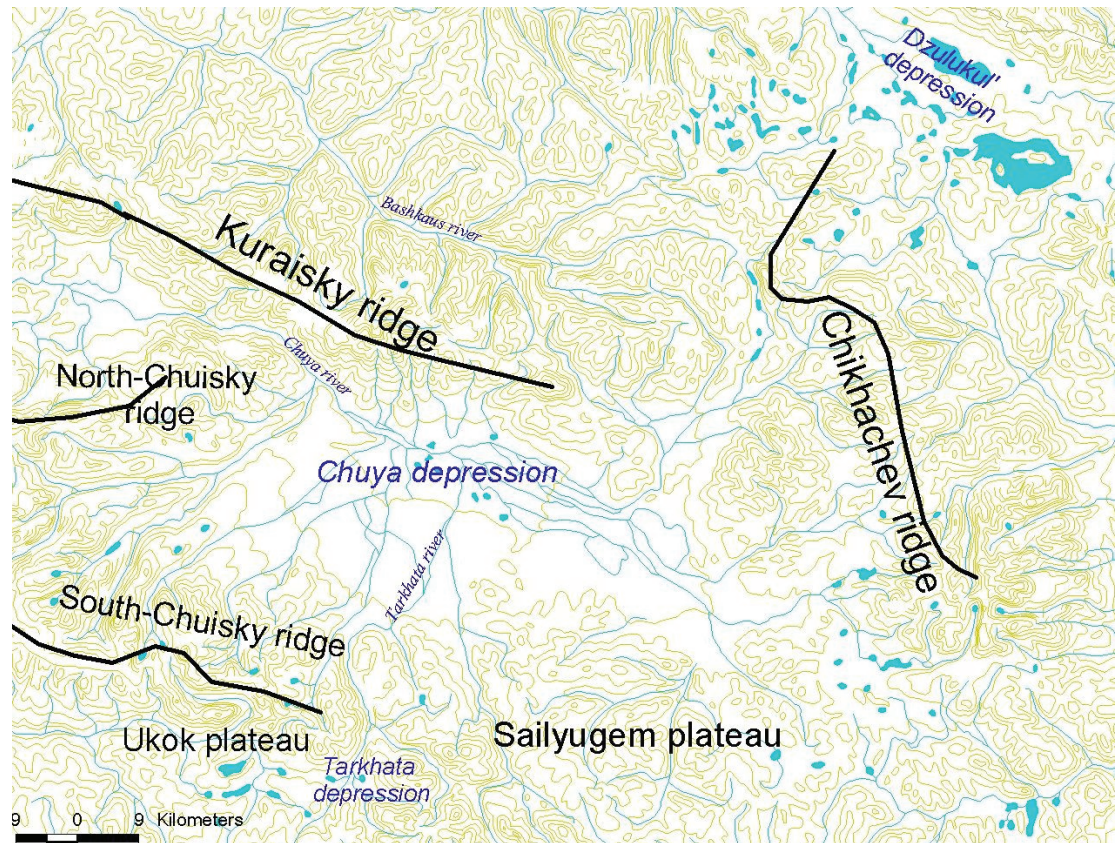 Dzulukul'
depression
Bashkaus river
Kuraisky ridge
Chuya river
North-Chuisky
ridge
Chikhachev ridge
Chuya depression
Tarkhata river
South-Chuisky ridge
Ukok plateau
Sailyugem plateau
Tarkhata
depression
9 0 9 Kilometers